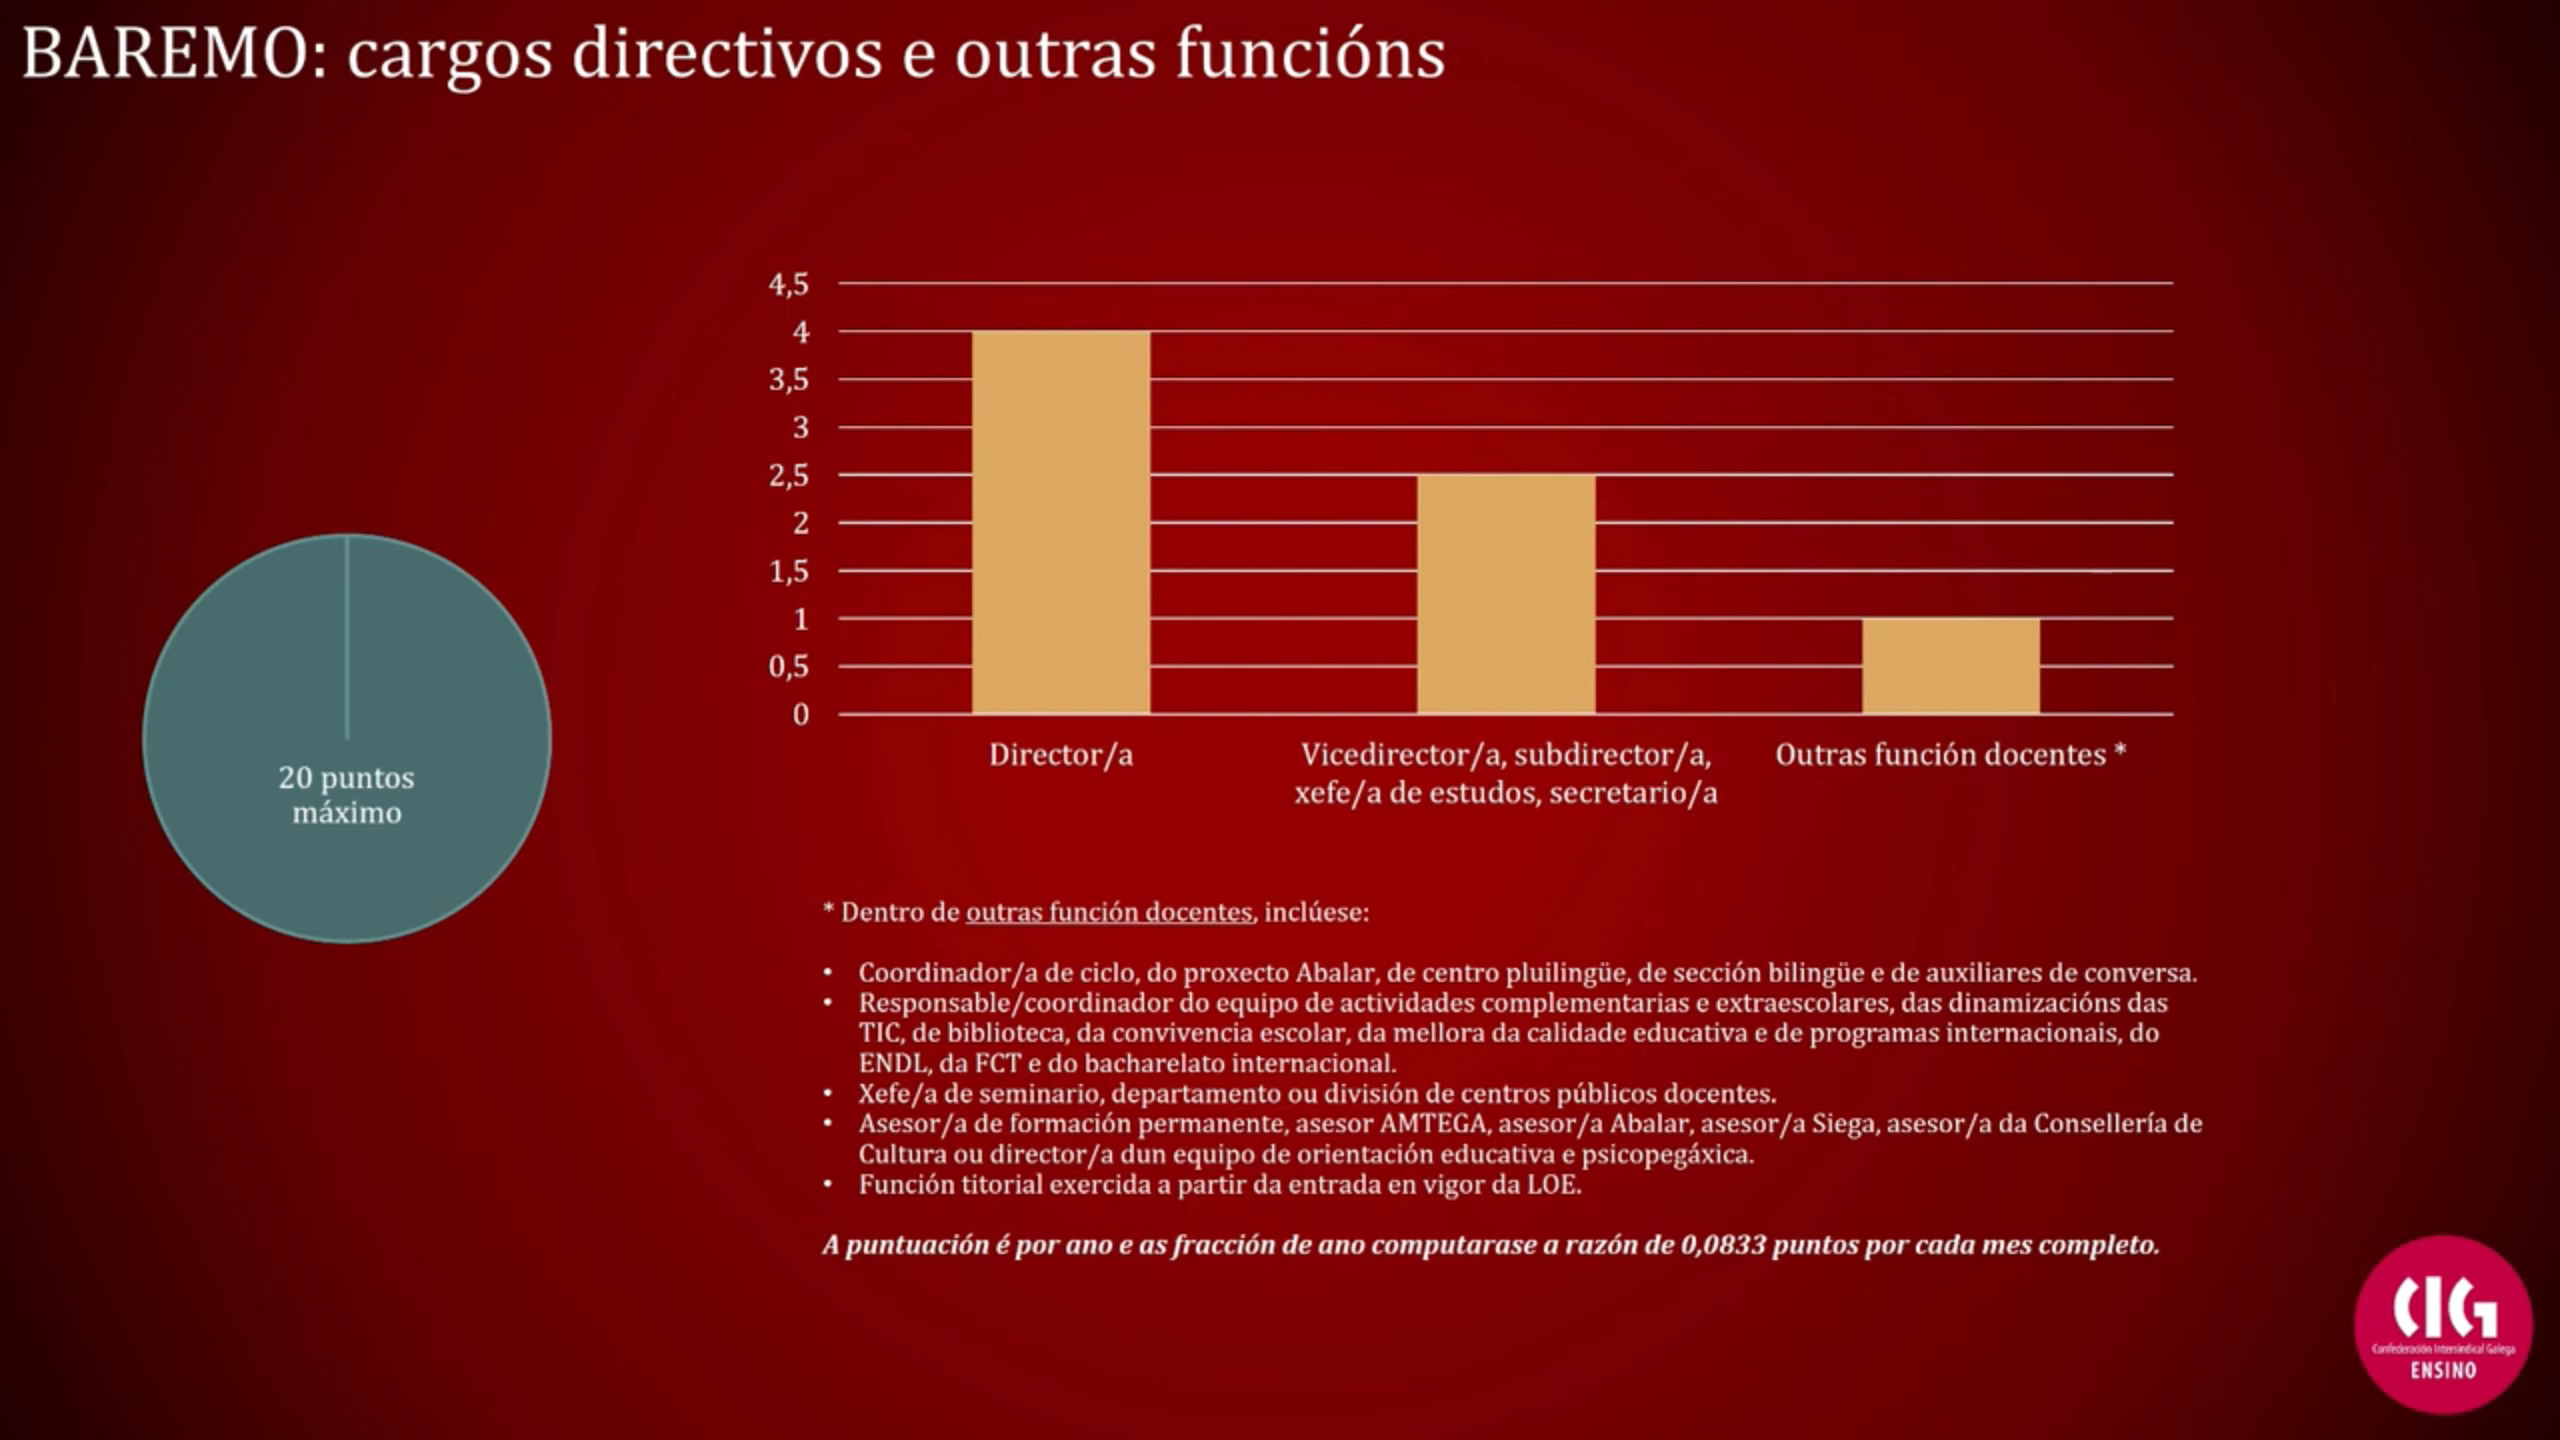 BAREMO: cargos directivos e outras funcións
4,5
4
3,5
3
2,5
2
1,5
1
0,5
0
Director/a
Vicedirector/a, subdirector/a,
xefe/a de estudos, secretario/a
Outras función docentes *
20 puntos
máximo
* Dentro de outras función docentes, inclúese:
• Coordinador/a de ciclo, do proxecto Abalar, de centro pluilingüe, de sección bilingüe e de auxiliares de conversa.
• Responsable/coordinador do equipo de actividades complementarias e extraescolares, das dinamizacións das
TIC, de biblioteca, da convivencia escolar, da mellora da calidade educativa e de programas internacionais, do
ENDL, da FCT e do bacharelato internacional.
• Xefe/a de seminario, departamento ou división de centros públicos docentes.
• Asesor/a de formación permanente, asesor AMTEGA, asesor/a Abalar, asesor/a Siega, asesor/a da Consellería de
Cultura ou director/a dun equipo de orientación educativa e psicopegáxica.
• Función titorial exercida a partir da entrada en vigor da LOE.
A puntuación é por ano e as fracción de ano computarase a razón de 0,0833 puntos por cada mes completo.
CIG
Confederación Intersindical Galega
ENSINO